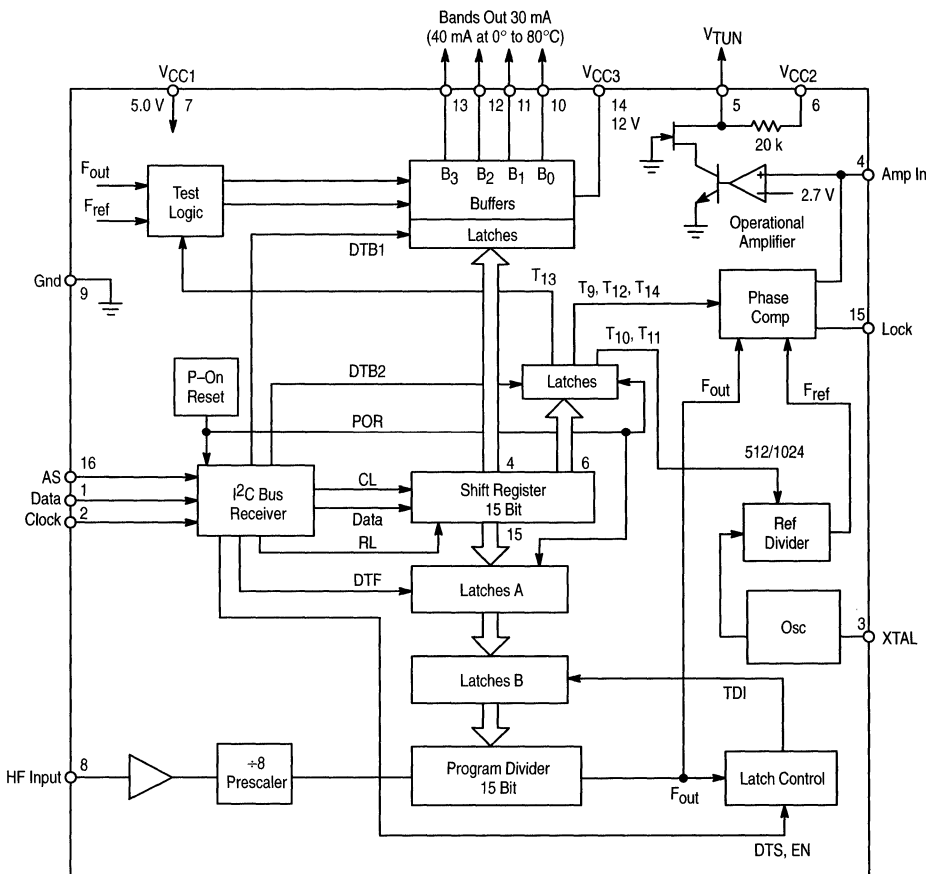 Bands Out 30 mA
(40 mA at 0° to 80°C)
VCC1
5.0 V
7
13
12
11
10
VCC3
14
12 V
VTUN
5
VCC2
6
20 k
4
Amp In
2.7 V
Operational
Amplifier
Fout
Fref
Test
Logic
B3
B2
B1
B0
Buffers
Latches
DTB1
Gnd
9
T13
T9, T12, T14
T10, T11
Phase
Comp
15
Lock
P–On
Reset
DTB2
Latches
Fout
Fref
POR
512/1024
AS
16
Data
1
Clock
2
I2C Bus
Receiver
CL
Data
RL
4
6
Shift Register
15 Bit
15
Ref
Divider
DTF
Latches A
Osc
3
XTAL
Latches B
TDI
HF Input
8
÷8
Prescaler
Program Divider
15 Bit
Fout
Latch Control
DTS, EN